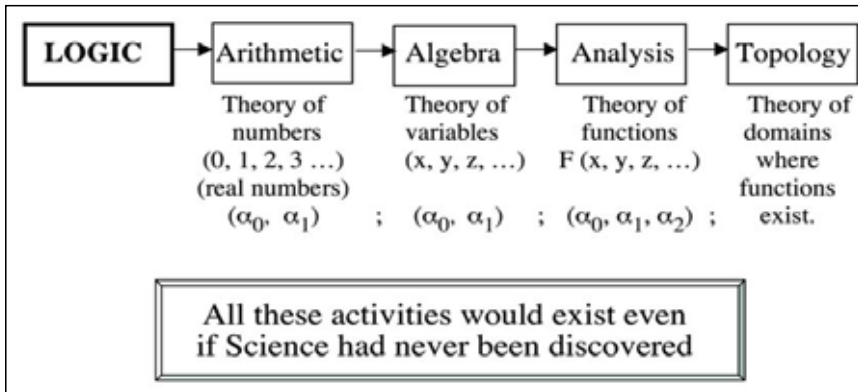 LOGIC Arithmetic Algebra Analysis Topology
Theory of Theory of Theory of Theory of
numbers variables functions domains
(0, 1, 2, 3 ...) (x, y, z, ...) F (x, y, z, ...) where
(real numbers) functions
(α₀, α₁) ; (α₀, α₁) ; (α₀, α₁, α₂) ; exist.
All these activities would exist even
if Science had never been discovered